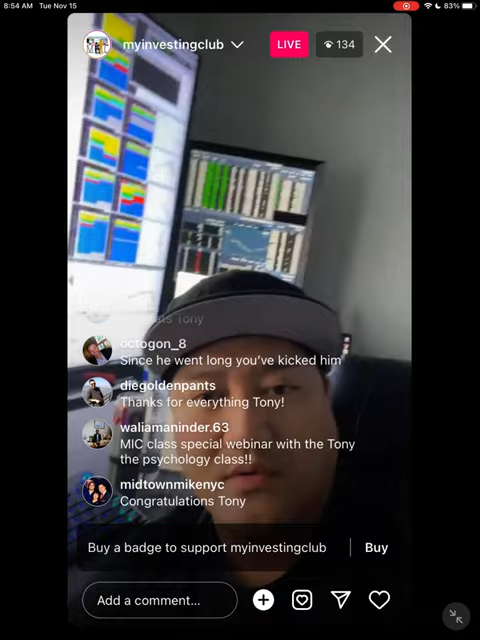 8:54 AM Tue Nov 15
83%
myinvestingclub
LIVE
134
Tony
octogon_8
Since he went long you've kicked him
diegoldenpants
Thanks for everything Tony!
waliamaninder.63
MIC class special webinar with the Tony
the psychology class!!
midtownmikenyc
Congratulations Tony
Buy a badge to support myinvestingclub
Buy
Add a comment...